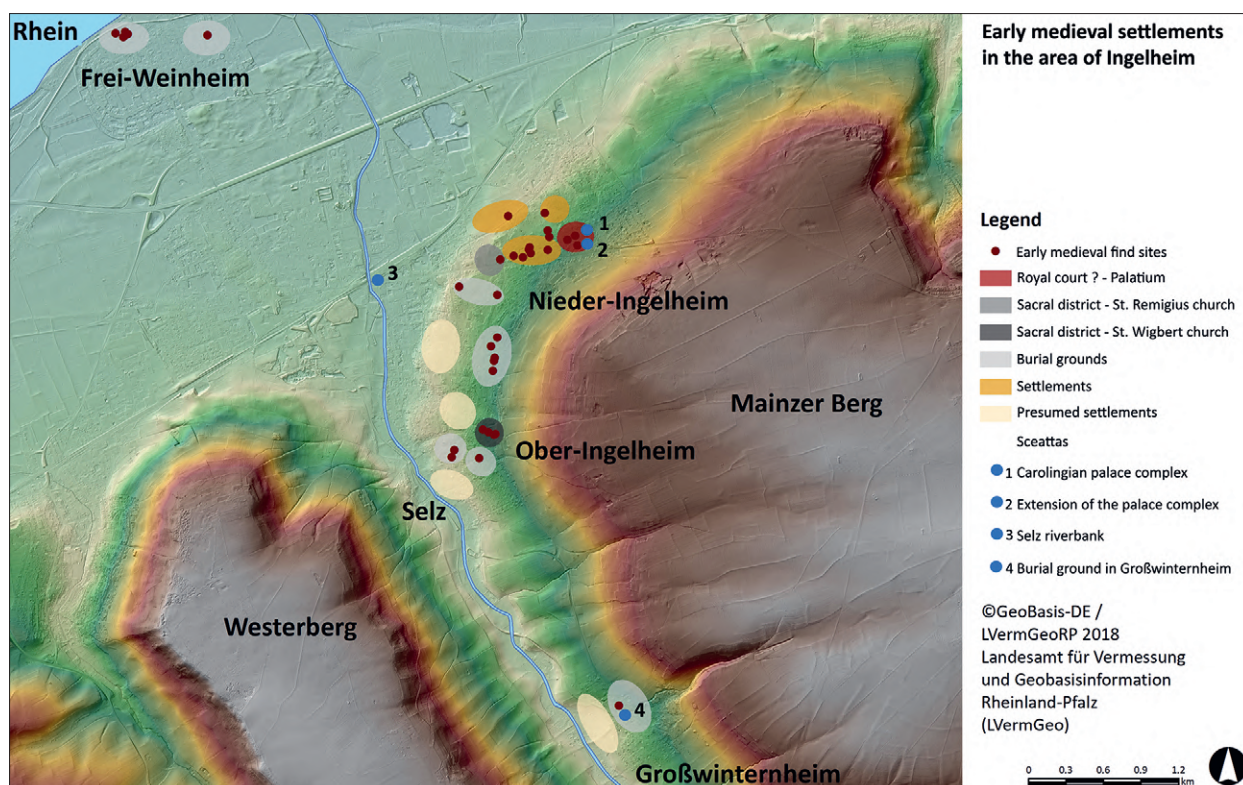 Rhein
Frei-Weinheim
1
2
3
Nieder-Ingelheim
Mainzer Berg
Ober-Ingelheim
Selz
Westerberg
4
Großwinternheim
Early medieval settlements
in the area of Ingelheim
Legend
Early medieval find sites
Royal court ? - Palatium
Sacral district - St. Remigius church
Sacral district - St. Wigbert church
Burial grounds
Settlements
Presumed settlements
Sceattas
1 Carolingian palace complex
2 Extension of the palace complex
3 Selz riverbank
4 Burial ground in Großwinternheim
©GeoBasis-DE /
LVermGeoRP 2018
Landesamt für Vermessung
und Geobasisinformation
Rheinland-Pfalz
(LVermGeo)
0 0.3 0.6 0.9 1.2
km